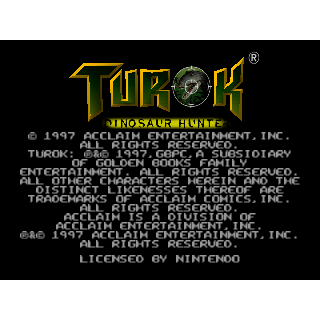 TUROK®
DINOSAUR HUNTE
© 1997 ACCLAIM ENTERTAINMENT, INC.
ALL RIGHTS RESERVED.
TUROK: ®&© 1997,GBPC, A SUBSIDIARY
OF GOLDEN BOOKS FAMILY
ENTERTAINMENT. ALL RIGHTS RESERVED.
ALL OTHER CHARACTERS HEREIN AND THE
DISTINCT LIKENESSES THEREOF ARE
TRADEMARKS OF ACCLAIM COMICS, INC.
ALL RIGHTS RESERVED.
ACCLAIM IS A DIVISION OF
ACCLAIM ENTERTAINMENT, INC.
®&© 1997 ACCLAIM ENTERTAINMENT, INC.
ALL RIGHTS RESERVED.
LICENSED BY NINTENDO